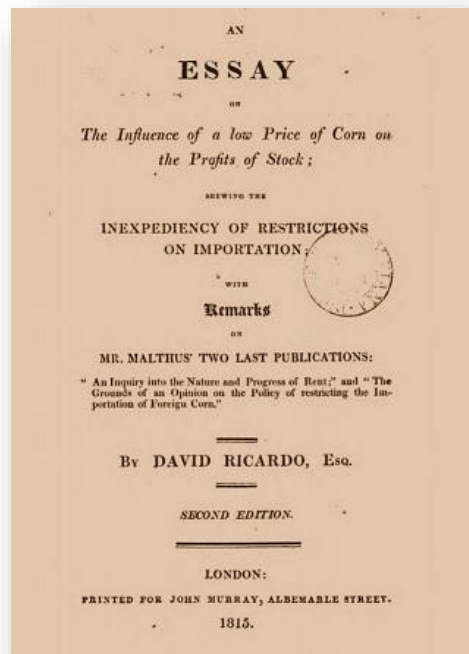 AN
ESSAY
ON
The Influence of a low Price of Corn on
the Profits of Stock;
SHEWING THE
INEXPEDIENCY OF RESTRICTIONS
ON IMPORTATION;
WITH
Remarks
ON
MR. MALTHUS' TWO LAST PUBLICATIONS:
" An Inquiry into the Nature and Progress of Rent;" and " The
Grounds of an Opinion on the Policy of restricting the Im-
portation of Foreign Corn."
BY DAVID RICARDO, ESQ.
SECOND EDITION.
LONDON:
PRINTED FOR JOHN MURRAY, ALBEMARLE STREET.
1815.